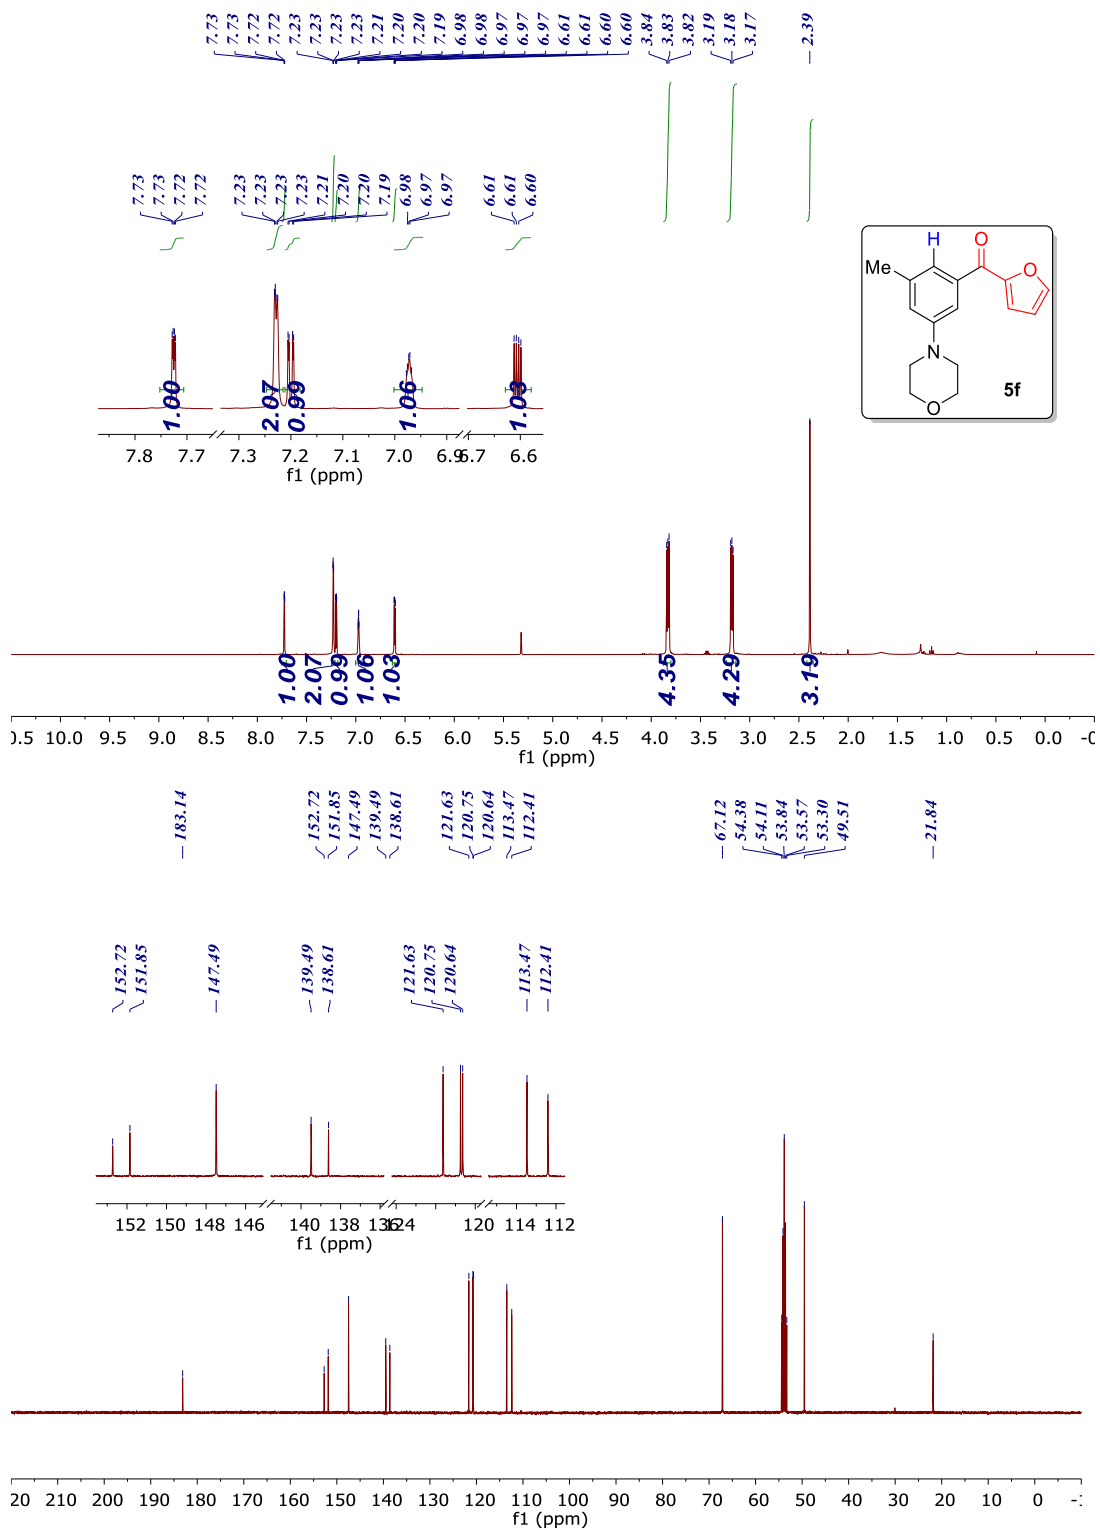 7.73 7.73 7.72 7.72 7.23 7.23 7.23 7.23 7.21 7.20 7.20 7.19 6.98 6.98 6.97 6.97 6.97 6.61 6.61 6.60 6.60 3.84 3.83 3.82 3.19 3.18 3.17 2.39
7.73 7.73 7.72 7.72 7.23 7.23 7.23 7.23 7.21 7.20 7.20 7.19 6.98 6.97 6.97 6.61 6.61 6.60
H O
Me O
N
O
5f
1.00 2.07 0.99 1.06 1.03
7.8 7.7 7.3 7.2 7.1 7.0 6.9 6.7 6.6
f1 (ppm)
1.00 2.07 0.99 1.06 1.03 4.35 4.29 3.19
0.5 10.0 9.5 9.0 8.5 8.0 7.5 7.0 6.5 6.0 5.5 5.0 4.5 4.0 3.5 3.0 2.5 2.0 1.5 1.0 0.5 0.0 -0
f1 (ppm)
183.14 152.72 151.85 147.49 139.49 138.61 121.63 120.75 120.64 113.47 112.41 67.12 54.38 54.11 53.84 53.57 53.30 49.51 21.84
152.72 151.85 147.49 139.49 138.61 121.63 120.75 120.64 113.47 112.41
152 150 148 146 140 138 136 124 120 114 112
f1 (ppm)
20 210 200 190 180 170 160 150 140 130 120 110 100 90 80 70 60 50 40 30 20 10 0 -1
f1 (ppm)